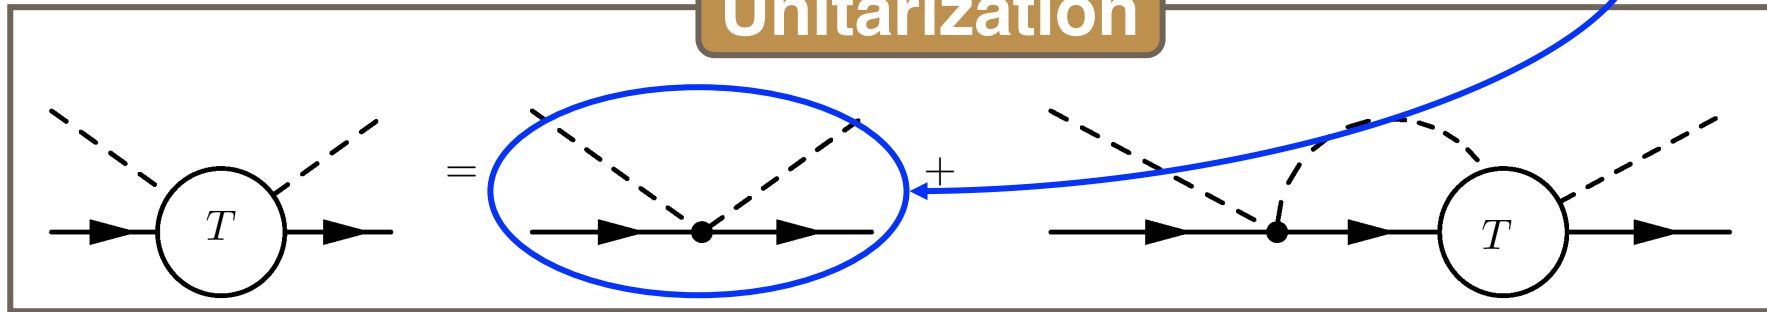 Unitarization
T = + T